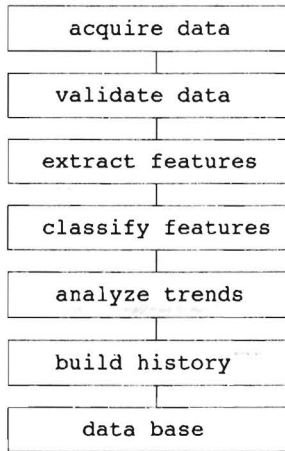 acquire data
validate data
extract features
classify features
analyze trends
build history
data base